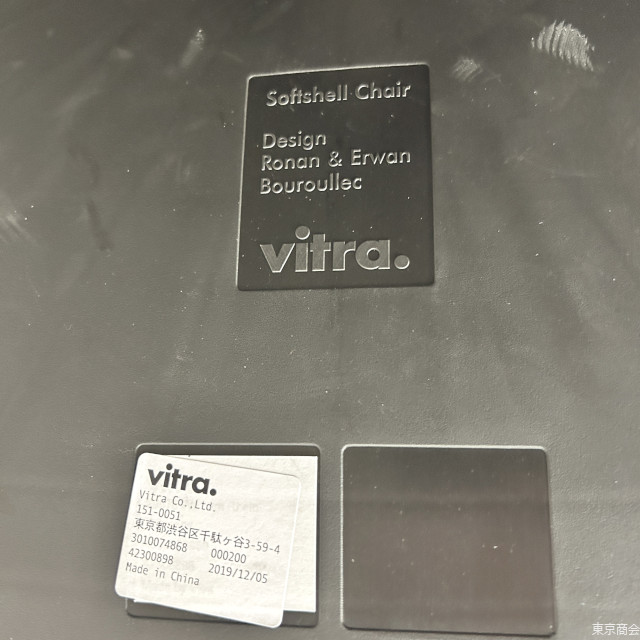 Softshell Chair
Design
Ronan & Erwan
Bouroullec
vitra.
vitra.
Vitra Co.,Ltd.
151-0051
東京都渋谷区千駄ヶ谷3-59-4
3010074868 000200
42300898 2019/12/05
Made in China
東京商会